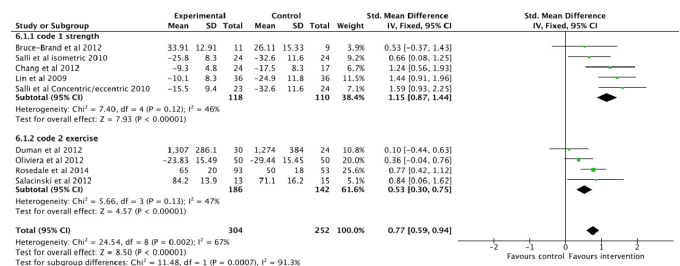 Experimental Control Std. Mean Difference Std. Mean Difference
Study or Subgroup Mean SD Total Mean SD Total Weight IV, Fixed, 95% CI IV, Fixed, 95% CI
6.1.1 code 1 strength
Bruce-Brand et al 2012 33.91 12.91 11 26.11 15.33 9 3.9% 0.53 [-0.37, 1.43]
Salli et al isometric 2010 -25.8 8.3 24 -32.6 11.6 24 0.66 [0.08, 1.25]
Chang et al 2012 -9.3 4.8 24 -17.5 8.3 17 1.24 [0.56, 1.93]
Lin et al 2009 -10.1 8.3 36 -24.9 11.8 36 1.44 [0.91, 1.96]
Salli et al Concentric/eccentric 2010 -15.5 9.4 23 -32.6 11.6 24 1.59 [0.93, 2.25]
Subtotal (95% CI) 118 110 38.4% 1.15 [0.87, 1.44]
Heterogeneity: Chi² = 7.40, df = 4 (P = 0.12); I² = 46%
Test for overall effect: Z = 7.93 (P < 0.00001)
6.1.2 code 2 exercise
Duman et al 2012 1,307 286.1 30 1,274 384 24 0.10 [-0.44, 0.63]
Oliviera et al 2012 -23.83 15.49 50 -29.44 15.45 50 0.36 [-0.04, 0.76]
Rosedale et al 2014 65 20 93 50 18 53 0.77 [0.42, 1.12]
Salacinski et al 2012 84.2 13.9 13 71.1 16.2 15 0.84 [0.06, 1.62]
Subtotal (95% CI) 186 142 61.6% 0.53 [0.30, 0.75]
Heterogeneity: Chi² = 5.66, df = 3 (P = 0.13); I² = 47%
Test for overall effect: Z = 4.57 (P < 0.00001)
Total (95% CI) 304 252 100.0% 0.77 [0.59, 0.94]
Heterogeneity: Chi² = 24.54, df = 8 (P = 0.002); I² = 67%
Test for overall effect: Z = 8.50 (P < 0.00001)
Test for subgroup differences: Chi² = 11.48, df = 1 (P = 0.0007), I² = 91.3%
-2 -1 0 1 2
Favours control Favours intervention